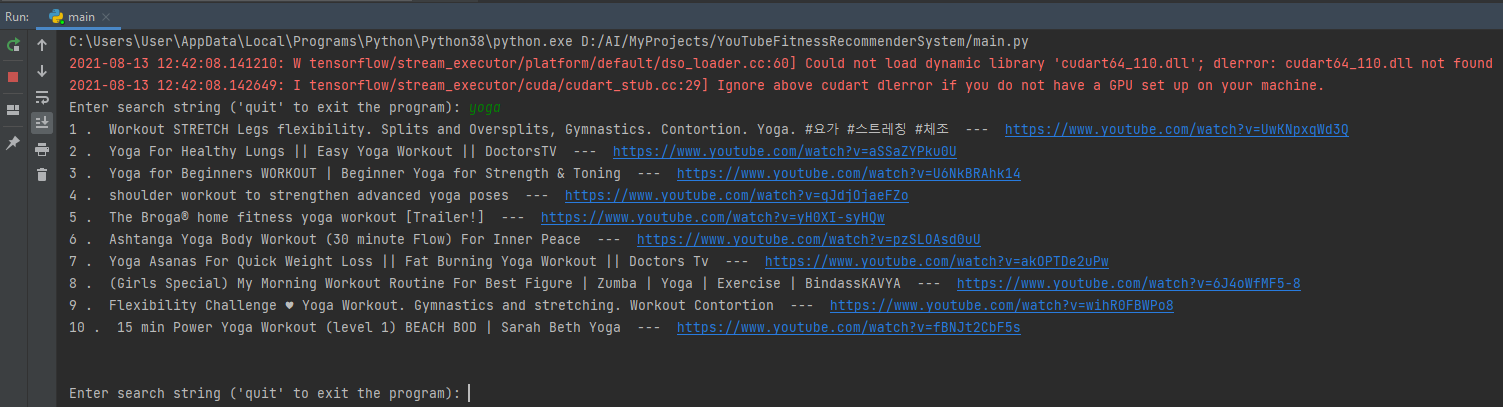 Run: main
C:\Users\User\AppData\Local\Programs\Python\Python38\python.exe D:/AI/MyProjects/YouTubeFitnessRecommenderSystem/main.py
2021-08-13 12:42:08.141210: W tensorflow/stream_executor/platform/default/dso_loader.cc:60] Could not load dynamic library 'cudart64_110.dll'; dlerror: cudart64_110.dll not found
2021-08-13 12:42:08.142649: I tensorflow/stream_executor/cuda/cudart_stub.cc:29] Ignore above cudart dlerror if you do not have a GPU set up on your machine.
Enter search string ('quit' to exit the program): yoga
1 .  Workout STRETCH Legs flexibility. Splits and Oversplits, Gymnastics. Contortion. Yoga. #요가 #스트레칭 #체조  ---  https://www.youtube.com/watch?v=UwKNpxqWd3Q
2 .  Yoga For Healthy Lungs || Easy Yoga Workout || DoctorsTV  ---  https://www.youtube.com/watch?v=aSSaZYPku0U
3 .  Yoga for Beginners WORKOUT | Beginner Yoga for Strength & Toning  ---  https://www.youtube.com/watch?v=U6NkBRAhk14
4 .  shoulder workout to strengthen advanced yoga poses  ---  https://www.youtube.com/watch?v=qJdjOjaeFZo
5 .  The Broga® home fitness yoga workout [Trailer!]  ---  https://www.youtube.com/watch?v=yH0XI-syHQw
6 .  Ashtanga Yoga Body Workout (30 minute Flow) For Inner Peace  ---  https://www.youtube.com/watch?v=pzSLOAsd0uU
7 .  Yoga Asanas For Quick Weight Loss || Fat Burning Yoga Workout || Doctors Tv  ---  https://www.youtube.com/watch?v=akOPTDe2uPw
8 .  (Girls Special) My Morning Workout Routine For Best Figure | Zumba | Yoga | Exercise | BindassKAVYA  ---  https://www.youtube.com/watch?v=6J4oWfMF5-8
9 .  Flexibility Challenge ♥ Yoga Workout. Gymnastics and stretching. Workout Contortion  ---  https://www.youtube.com/watch?v=wihR0FBWPo8
10 .  15 min Power Yoga Workout (level 1) BEACH BOD | Sarah Beth Yoga  ---  https://www.youtube.com/watch?v=fBNJt2CbF5s
Enter search string ('quit' to exit the program):